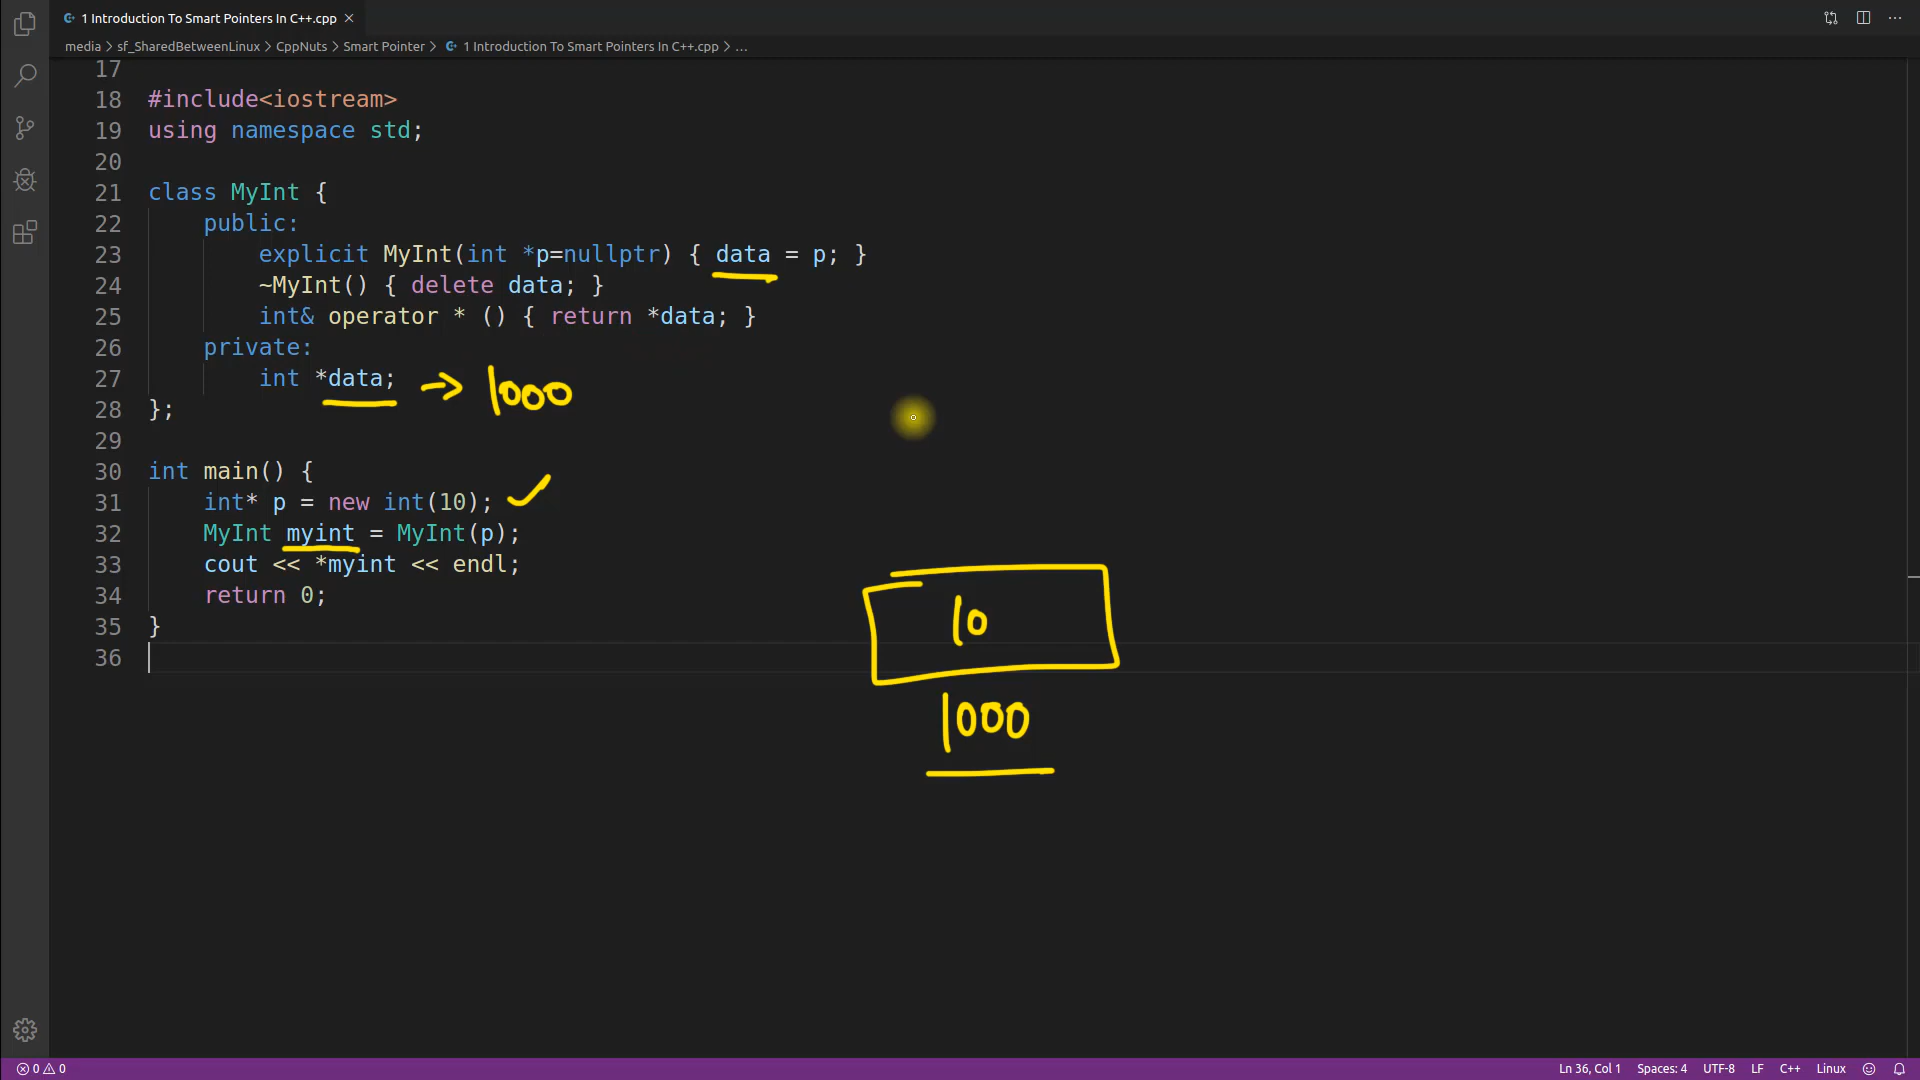 1 Introduction To Smart Pointers In C++.cpp
media > sf_SharedBetweenLinux > CppNuts > Smart Pointer > 1 Introduction To Smart Pointers In C++.cpp > ...
17
18 #include<iostream>
19 using namespace std;
20
21 class MyInt {
22     public:
23         explicit MyInt(int *p=nullptr) { data = p; }
24         ~MyInt() { delete data; }
25         int& operator * () { return *data; }
26     private:
27         int *data; → 1000
28 };
29
30 int main() {
31     int* p = new int(10); ✓
32     MyInt myint = MyInt(p);
33     cout << *myint << endl;
34     return 0;
35 }
36
10
1000
0 0 Ln 36, Col 1 Spaces: 4 UTF-8 LF C++ Linux